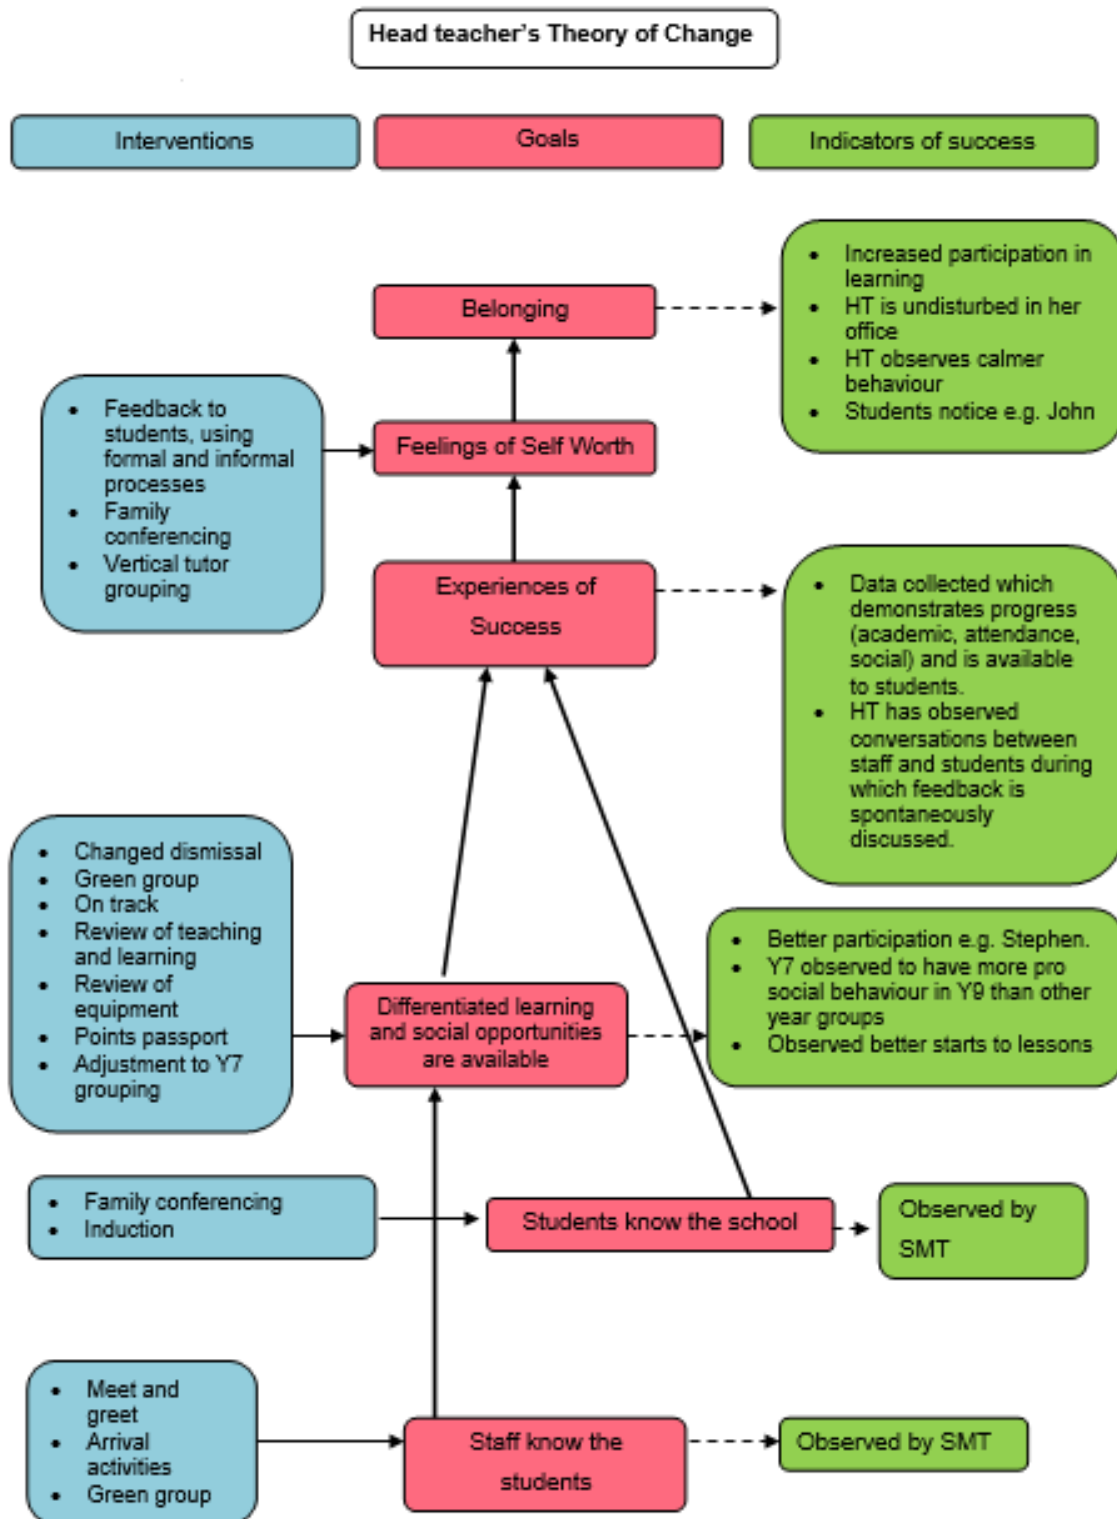 Head teacher's Theory of Change
Interventions
Goals
Indicators of success
Belonging
• Increased participation in
learning
• HT is undisturbed in her
office
• HT observes calmer
behaviour
• Students notice e.g. John
• Feedback to
students, using
formal and informal
processes
• Family
conferencing
• Vertical tutor
grouping
Feelings of Self Worth
Experiences of
Success
• Data collected which
demonstrates progress
(academic, attendance,
social) and is available
to students.
• HT has observed
conversations between
staff and students during
which feedback is
spontaneously
discussed.
• Changed dismissal
• Green group
• On track
• Review of teaching
and learning
• Review of
equipment
• Points passport
• Adjustment to Y7
grouping
Differentiated learning
and social opportunities
are available
• Better participation e.g. Stephen.
• Y7 observed to have more pro
social behaviour in Y9 than other
year groups
• Observed better starts to lessons
• Family conferencing
• Induction
Students know the school
Observed by
SMT
• Meet and
greet
• Arrival
activities
• Green group
Staff know the
students
Observed by SMT